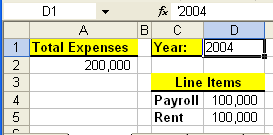 D1 fx '2004
A B C D
1 Total Expenses Year: 2004
2 200,000
3 Line Items
4 Payroll 100,000
5 Rent 100,000